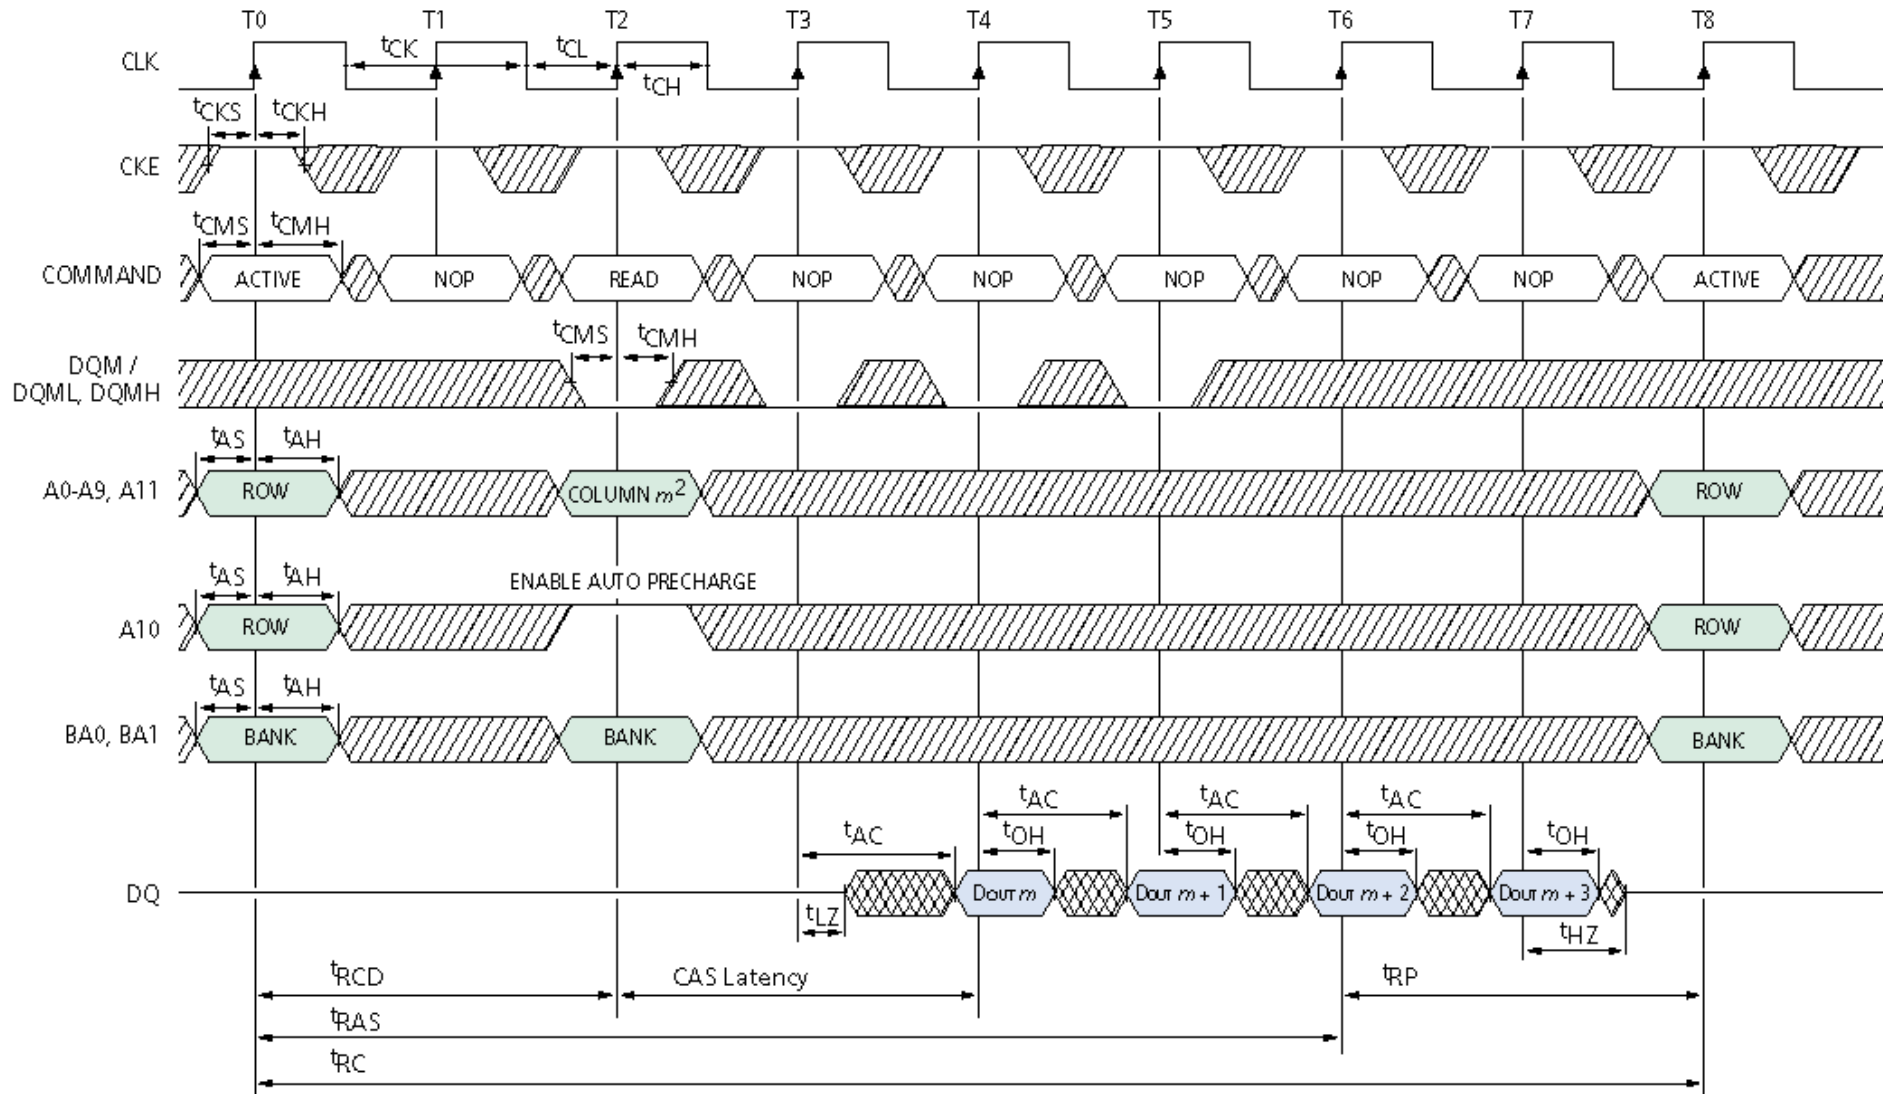 T0 T1 T2 T3 T4 T5 T6 T7 T8
CLK tCK tCL
tCH
tCKS tCKH
CKE
tCMS tCMH
COMMAND ACTIVE NOP READ NOP NOP NOP NOP NOP ACTIVE
tCMS tCMH
DQM /
DQML, DQMH
tAS tAH
A0-A9, A11 ROW COLUMN m2 ROW
tAS tAH ENABLE AUTO PRECHARGE
A10 ROW ROW
tAS tAH
BA0, BA1 BANK BANK BANK
tAC tAC tAC
tAC tOH tOH tOH tOH
DQ DOUT m DOUT m + 1 DOUT m + 2 DOUT m + 3
tLZ tHZ
tRCD CAS Latency tRP
tRAS
tRC